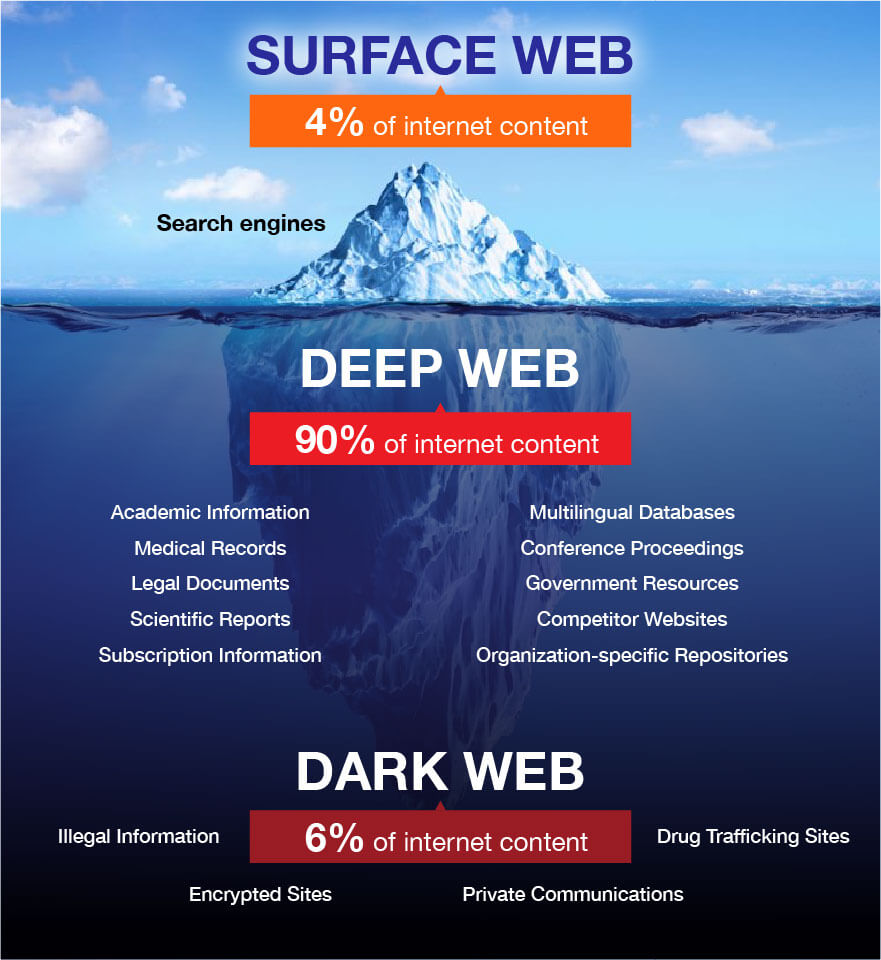 SURFACE WEB
4% of internet content
Search engines
DEEP WEB
90% of internet content
Academic Information
Medical Records
Legal Documents
Scientific Reports
Subscription Information
Multilingual Databases
Conference Proceedings
Government Resources
Competitor Websites
Organization-specific Repositories
DARK WEB
Illegal Information
6% of internet content
Drug Trafficking Sites
Encrypted Sites
Private Communications